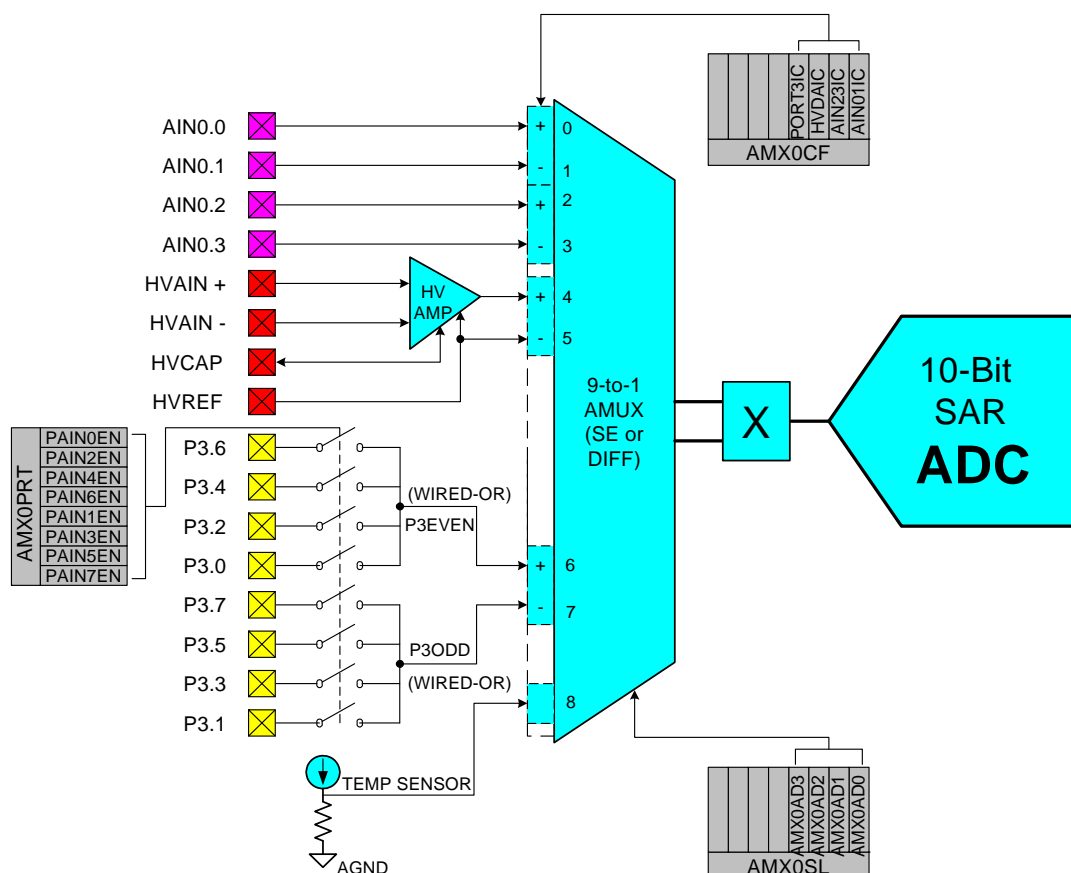 PORT3IC
HVDAIC
AIN23IC
AIN01IC
AMX0CF
AIN0.0
AIN0.1
AIN0.2
AIN0.3
HVAIN +
HVAIN -
HVCAP
HVREF
HV
AMP
+ 0
- 1
+ 2
- 3
+ 4
- 5
+ 6
- 7
8
9-to-1
AMUX
(SE or
DIFF)
X
10-Bit
SAR
ADC
AMX0PRT
PAIN0EN
PAIN2EN
PAIN4EN
PAIN6EN
PAIN1EN
PAIN3EN
PAIN5EN
PAIN7EN
P3.6
P3.4
P3.2
P3.0
P3.7
P3.5
P3.3
P3.1
(WIRED-OR)
P3EVEN
P3ODD
(WIRED-OR)
TEMP SENSOR
AGND
AMX0AD3
AMX0AD2
AMX0AD1
AMX0AD0
AMX0SL